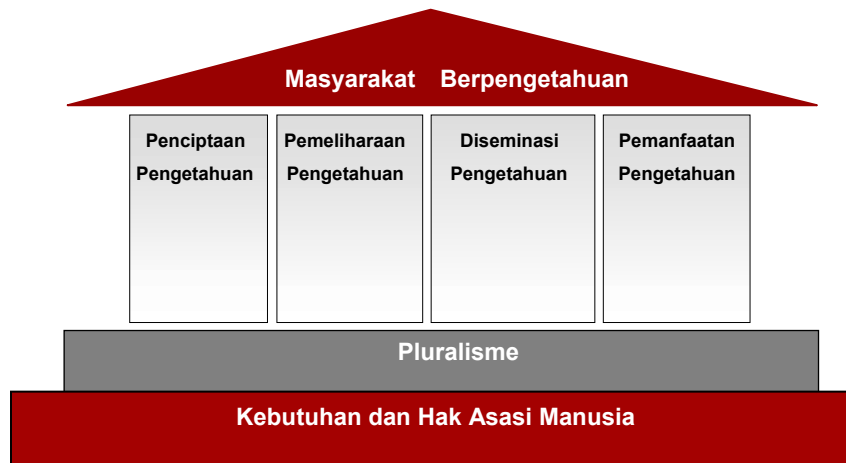 Masyarakat Berpengetahuan
Penciptaan
Pengetahuan
Pemeliharaan
Pengetahuan
Diseminasi
Pengetahuan
Pemanfaatan
Pengetahuan
Pluralisme
Kebutuhan dan Hak Asasi Manusia